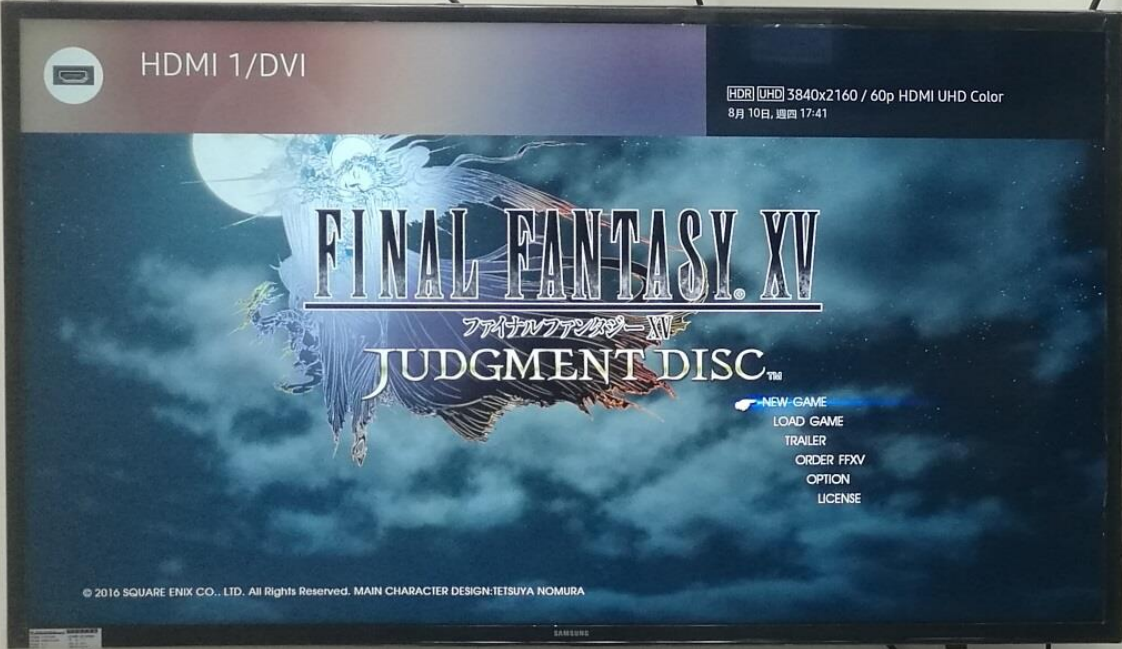 HDMI 1/DVI
HDR UHD 3840x2160 / 60p HDMI UHD Color
8月 10日, 週四 17:41
FINAL FANTASY® XV
ファイナルファンタジー XV
JUDGMENT DISC™
NEW GAME
LOAD GAME
TRAILER
ORDER FFXV
OPTION
LICENSE
© 2016 SQUARE ENIX CO., LTD. All Rights Reserved. MAIN CHARACTER DESIGN:TETSUYA NOMURA
SAMSUNG